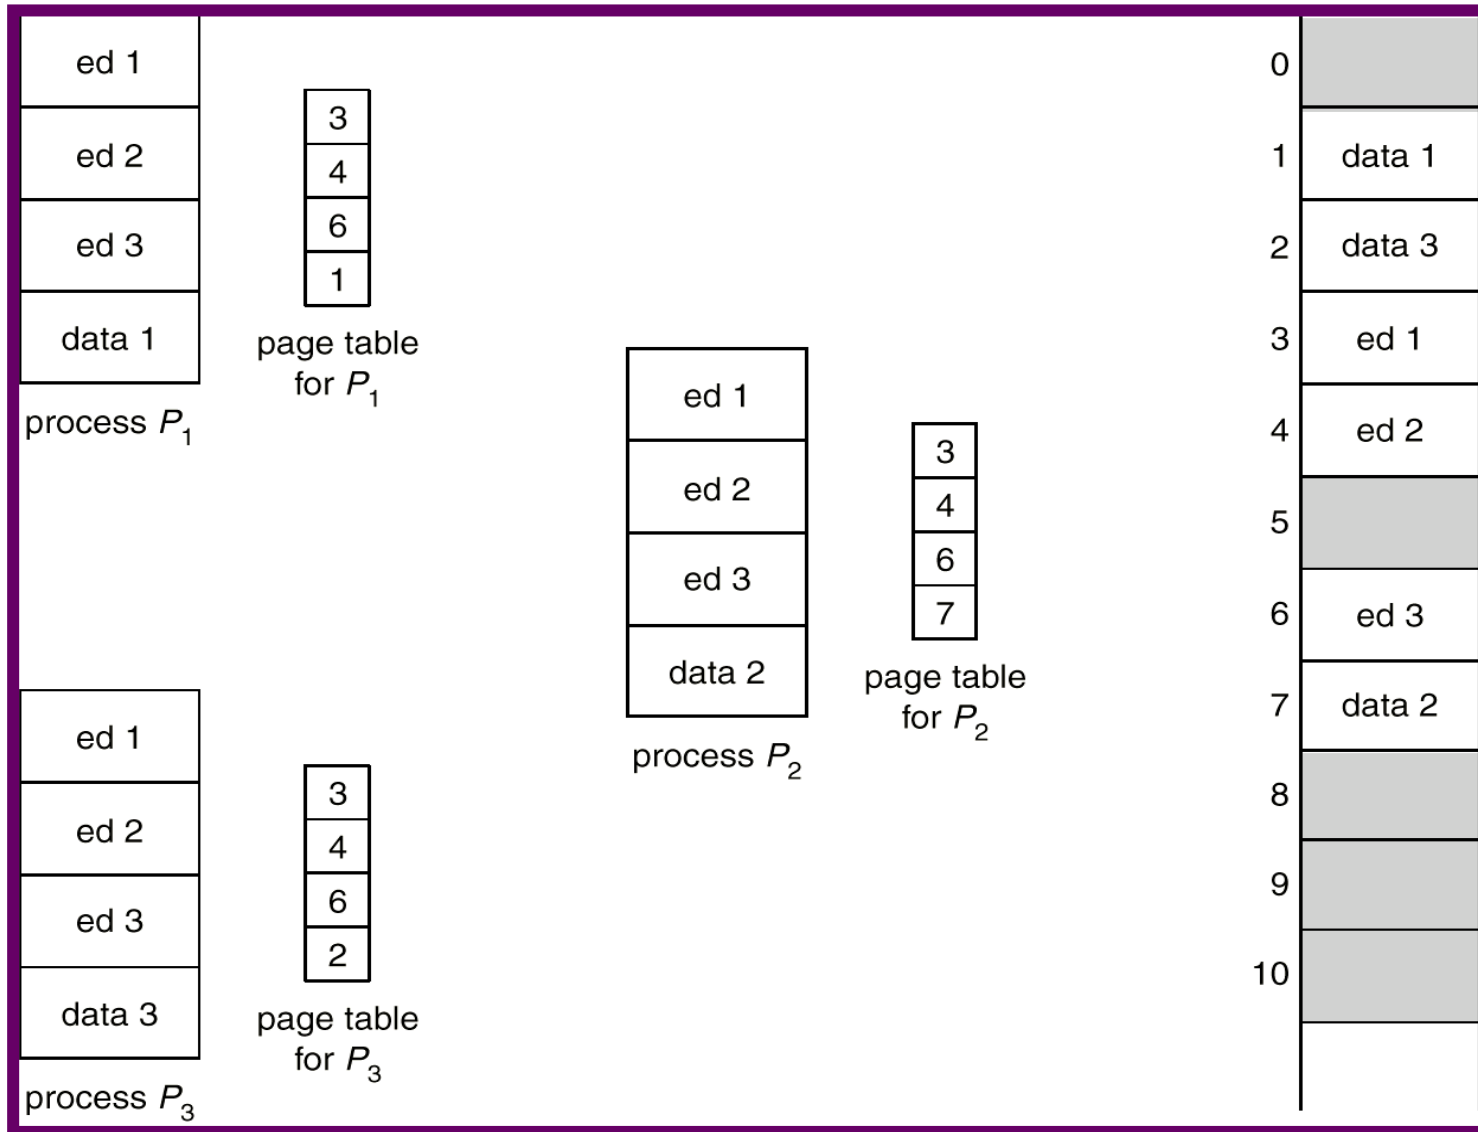 ed 1
ed 2
ed 3
data 1
process P1
3
4
6
1
page table
for P1
ed 1
ed 2
ed 3
data 2
process P2
3
4
6
7
page table
for P2
ed 1
ed 2
ed 3
data 3
process P3
3
4
6
2
page table
for P3
0
1 data 1
2 data 3
3 ed 1
4 ed 2
5
6 ed 3
7 data 2
8
9
10